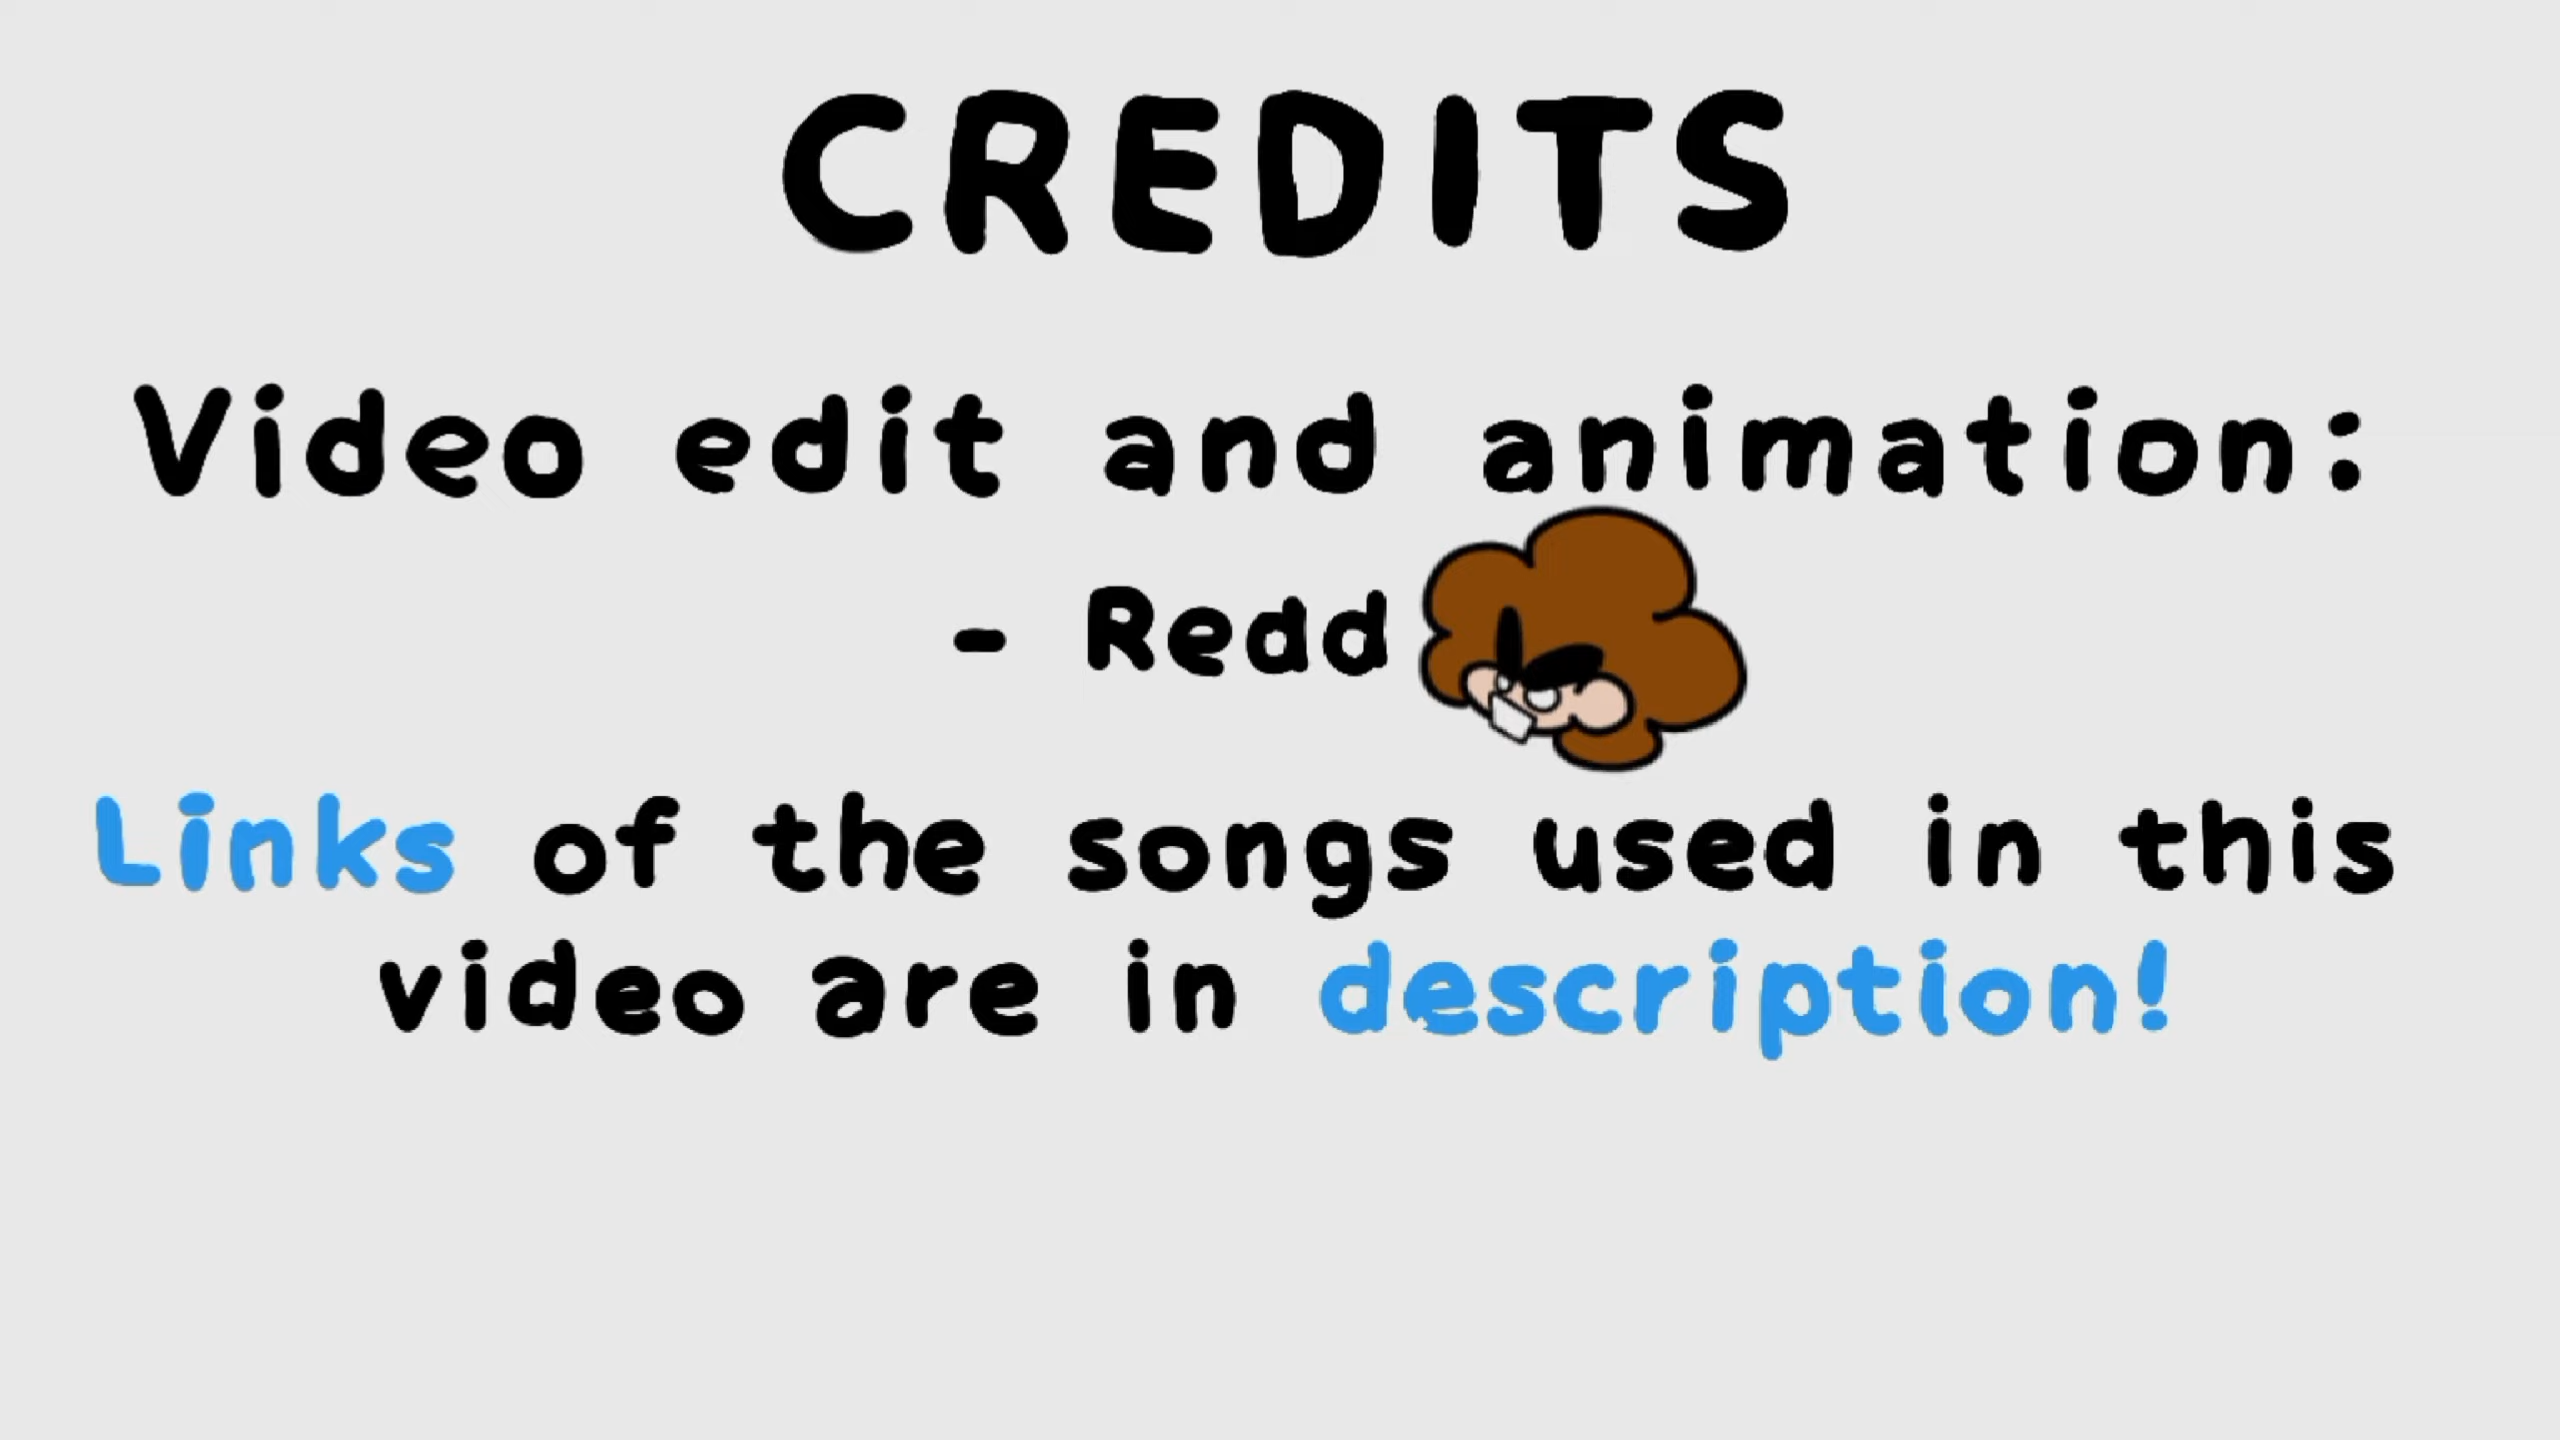 CREDITS
Video edit and animation:
- Redd
Links of the songs used in this
video are in description!